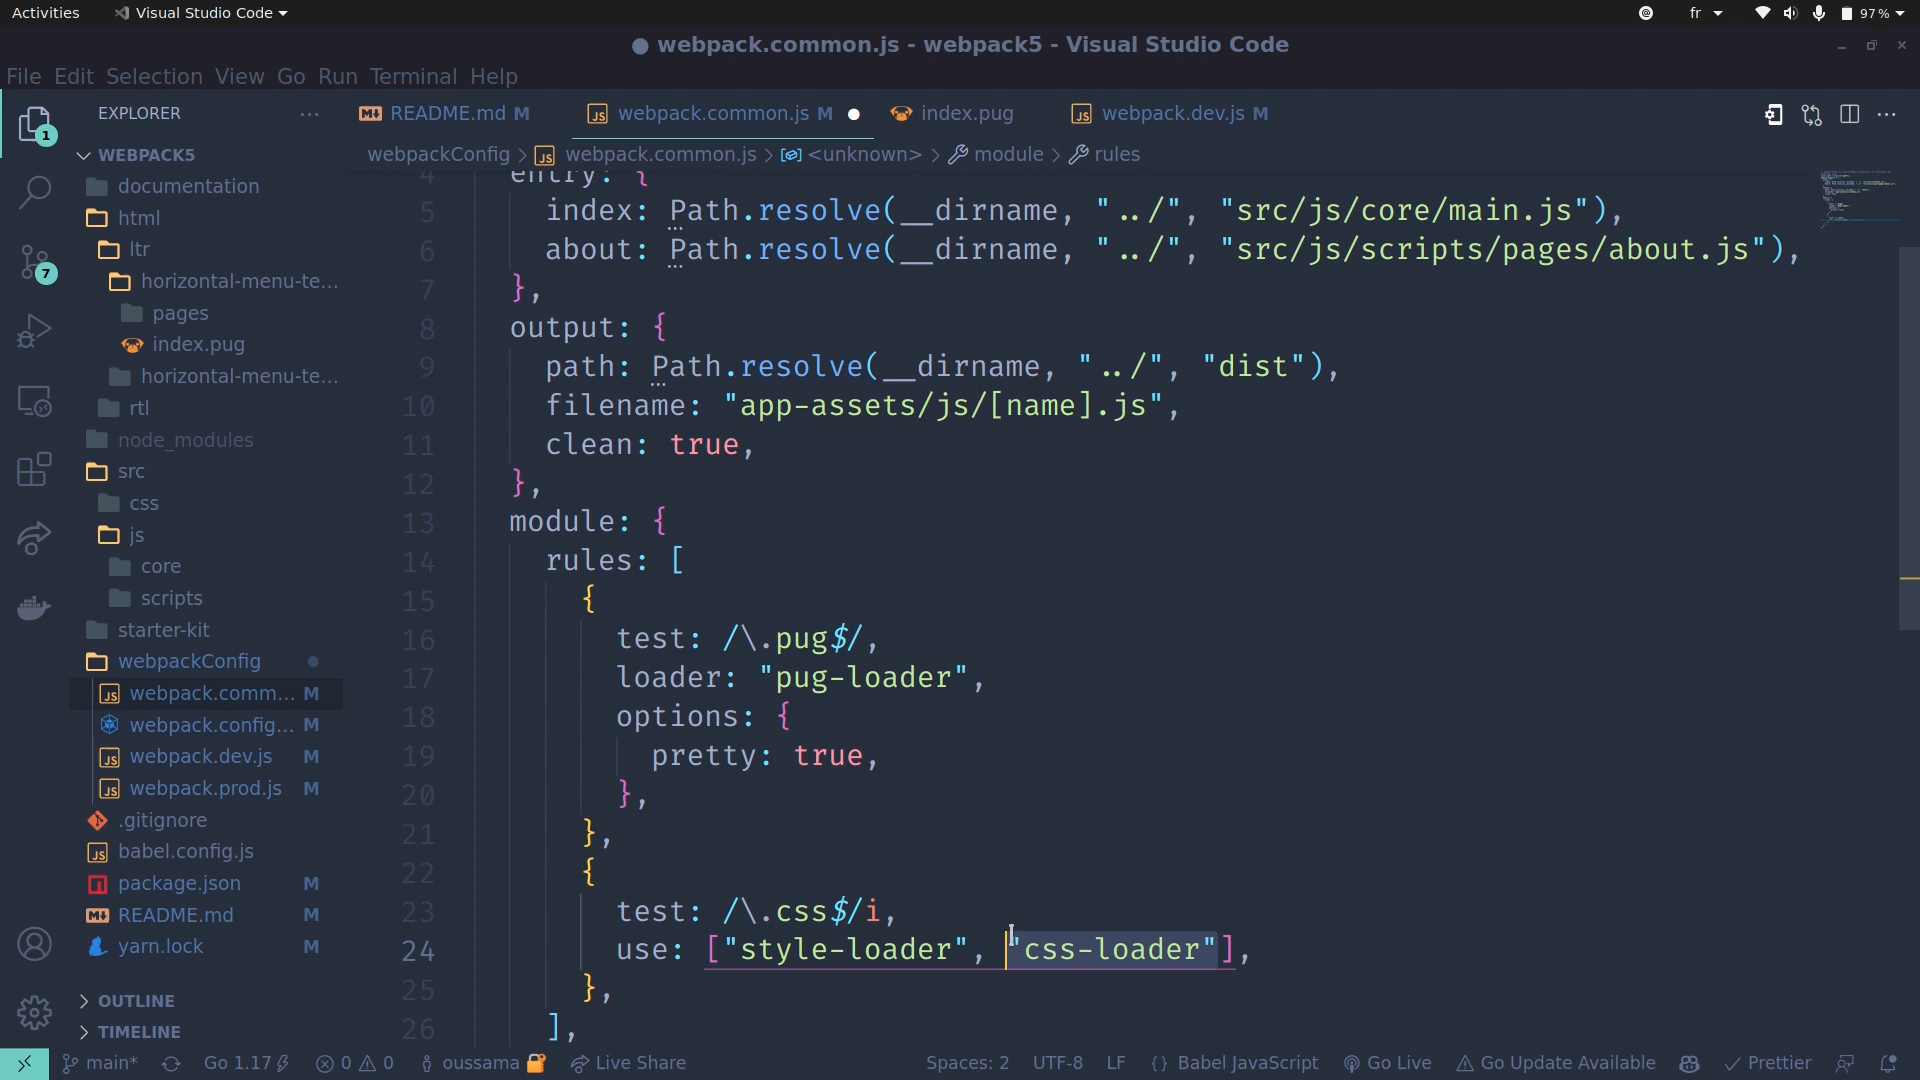 Activities Visual Studio Code fr 97%
webpack.common.js - webpack5 - Visual Studio Code
File Edit Selection View Go Run Terminal Help
EXPLORER
WEBPACK5
documentation
html
ltr
horizontal-menu-te...
pages
index.pug
horizontal-menu-te...
rtl
node_modules
src
css
js
core
scripts
starter-kit
webpackConfig
webpack.comm... M
webpack.config... M
webpack.dev.js M
webpack.prod.js M
.gitignore
babel.config.js
package.json M
README.md M
yarn.lock M
OUTLINE
TIMELINE
1
7
README.md M webpack.common.js M index.pug webpack.dev.js M
webpackConfig > webpack.common.js > <unknown> > module > rules
4 entry: {
5 index: Path.resolve(__dirname, "../", "src/js/core/main.js"),
6 about: Path.resolve(__dirname, "../", "src/js/scripts/pages/about.js"),
7 },
8 output: {
9 path: Path.resolve(__dirname, "../", "dist"),
10 filename: "app-assets/js/[name].js",
11 clean: true,
12 },
13 module: {
14 rules: [
15 {
16 test: /\.pug$/,
17 loader: "pug-loader",
18 options: {
19 pretty: true,
20 },
21 },
22 {
23 test: /\.css$/i,
24 use: ["style-loader", "css-loader"],
25 },
26 ],
main* Go 1.17 0 0 oussama Live Share Spaces: 2 UTF-8 LF {} Babel JavaScript Go Live Go Update Available Prettier